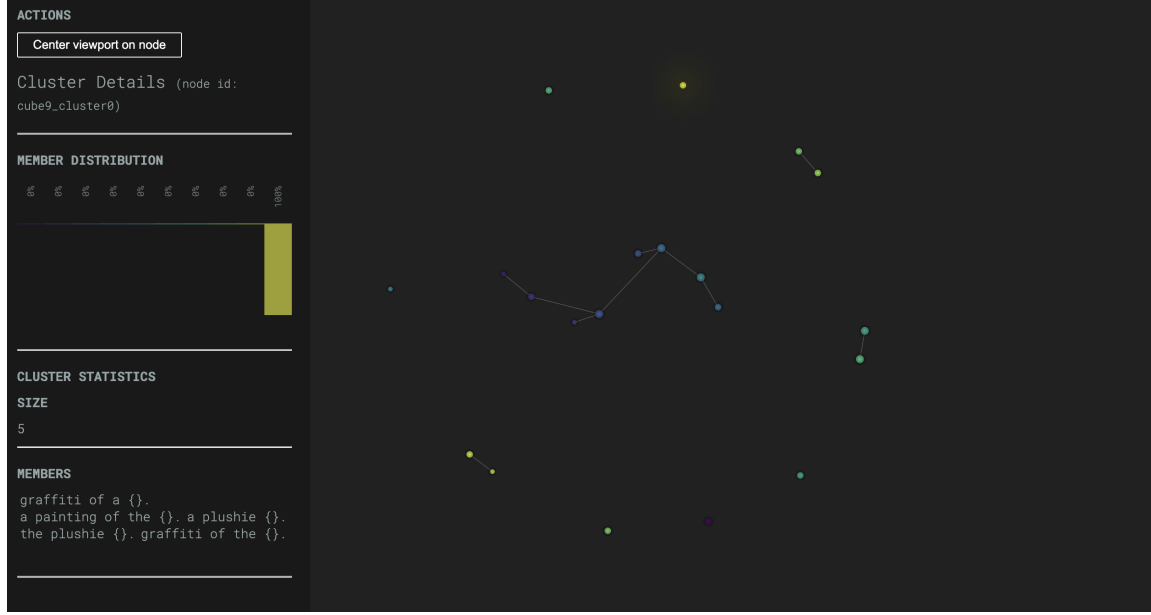 ACTIONS
Center viewport on node
Cluster Details (node id:
cube9_cluster0)
MEMBER DISTRIBUTION
0% 0% 0% 0% 0% 0% 0% 0% 0% 100%
CLUSTER STATISTICS
SIZE
5
MEMBERS
graffiti of a {}.
a painting of the {}. a plushie {}.
the plushie {}. graffiti of the {}.